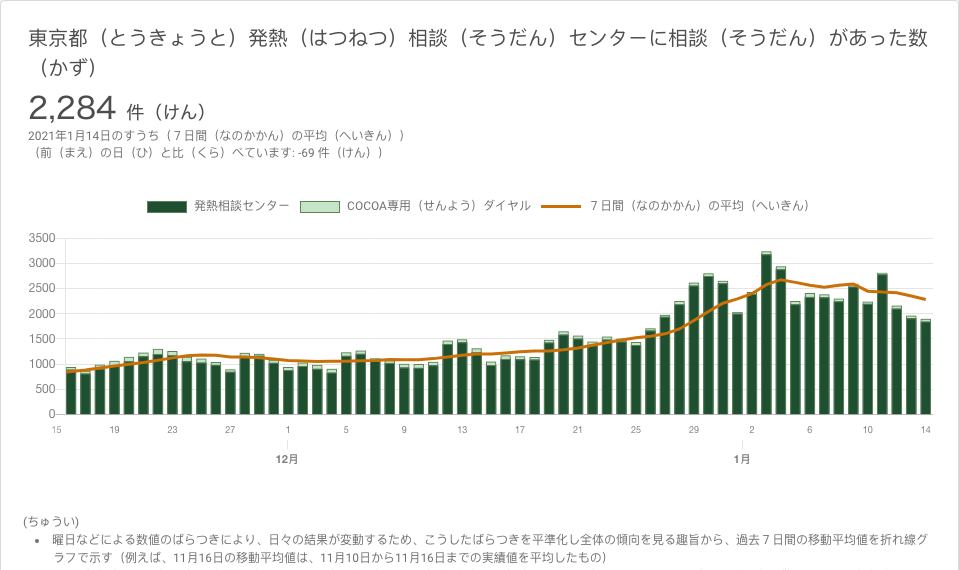 東京都（とうきょうと）発熱（はつねつ）相談（そうだん）センターに相談（そうだん）があった数
（かず）
2,284 件（けん）
2021年1月14日のすうち（７日間（なのかかん）の平均（へいきん））
（前（まえ）の日（ひ）と比（くら）べています: -69 件（けん））
発熱相談センター COCOA専用（せんよう）ダイヤル ７日間（なのかかん）の平均（へいきん）
3500
3000
2500
2000
1500
1000
500
0
15 19 23 27 1 5 9 13 17 21 25 29 2 6 10 14
12月 1月
(ちゅうい)
• 曜日などによる数値のばらつきにより、日々の結果が変動するため、こうしたばらつきを平準化し全体の傾向を見る趣旨から、過去７日間の移動平均値を折れ線グ
ラフで示す（例えば、11月16日の移動平均値は、11月10日から11月16日までの実績値を平均したもの）